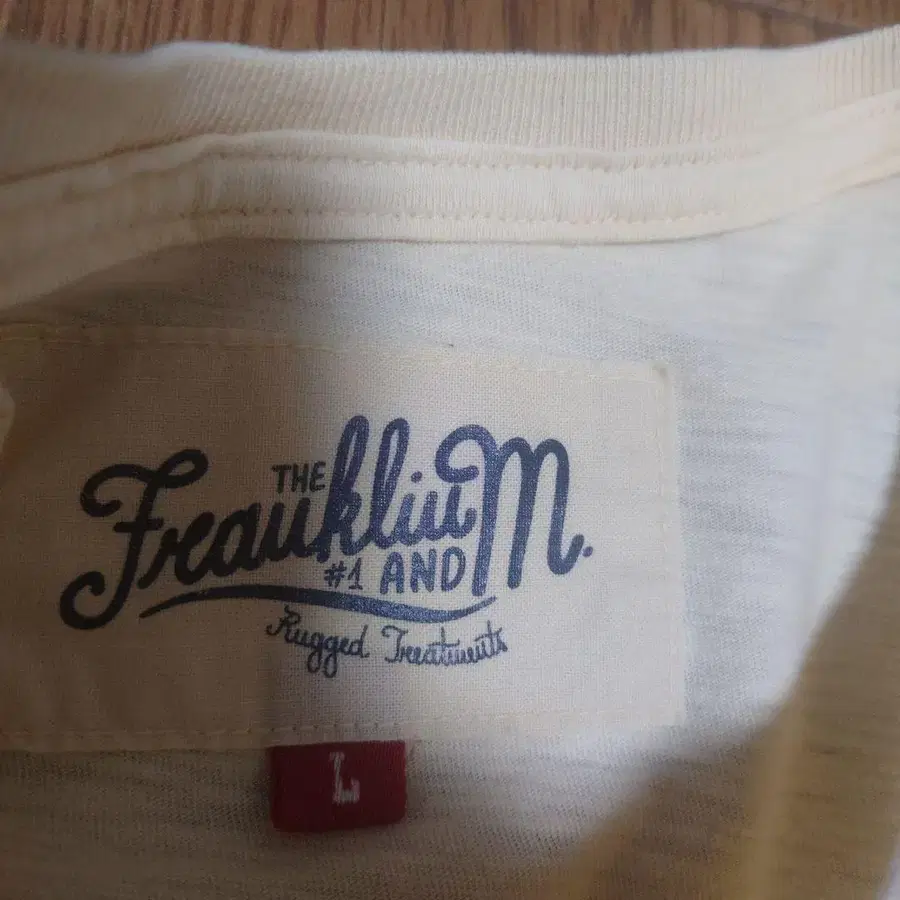 THE
Franklin M.
#1 AND
Rugged Treatments
L